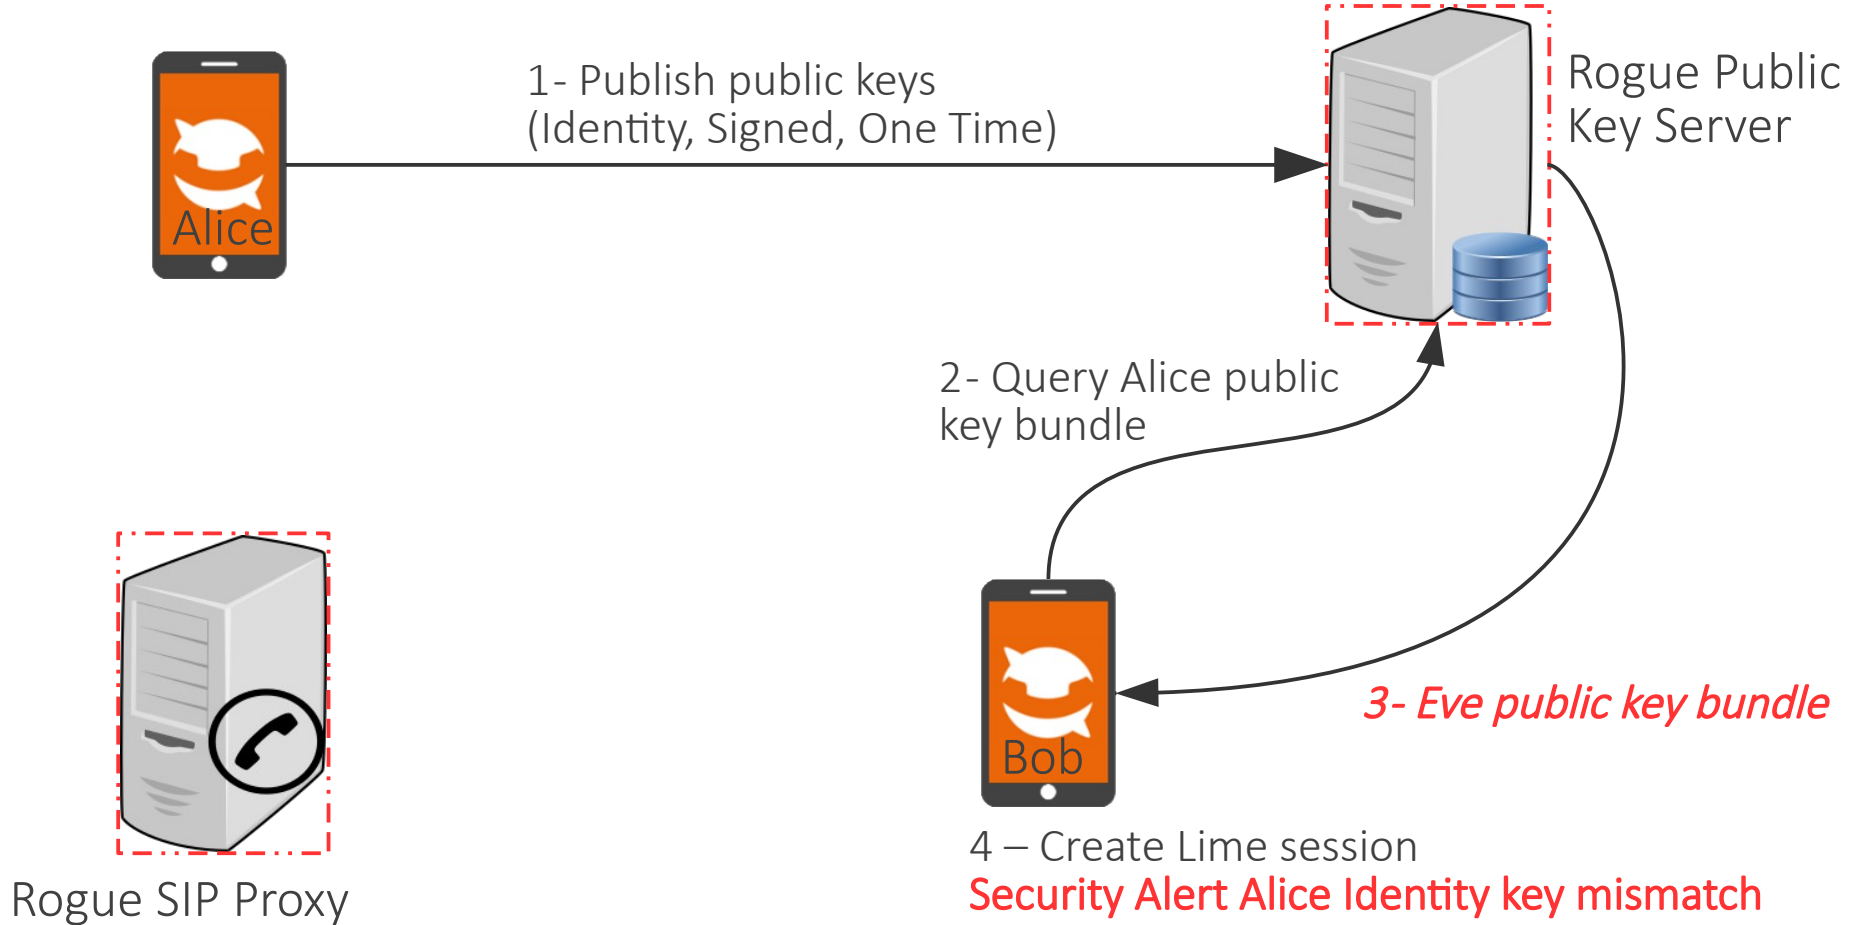 1- Publish public keys
(Identity, Signed, One Time)
Rogue Public
Key Server
Alice
2- Query Alice public
key bundle
3- Eve public key bundle
Bob
4 – Create Lime session
Security Alert Alice Identity key mismatch
Rogue SIP Proxy